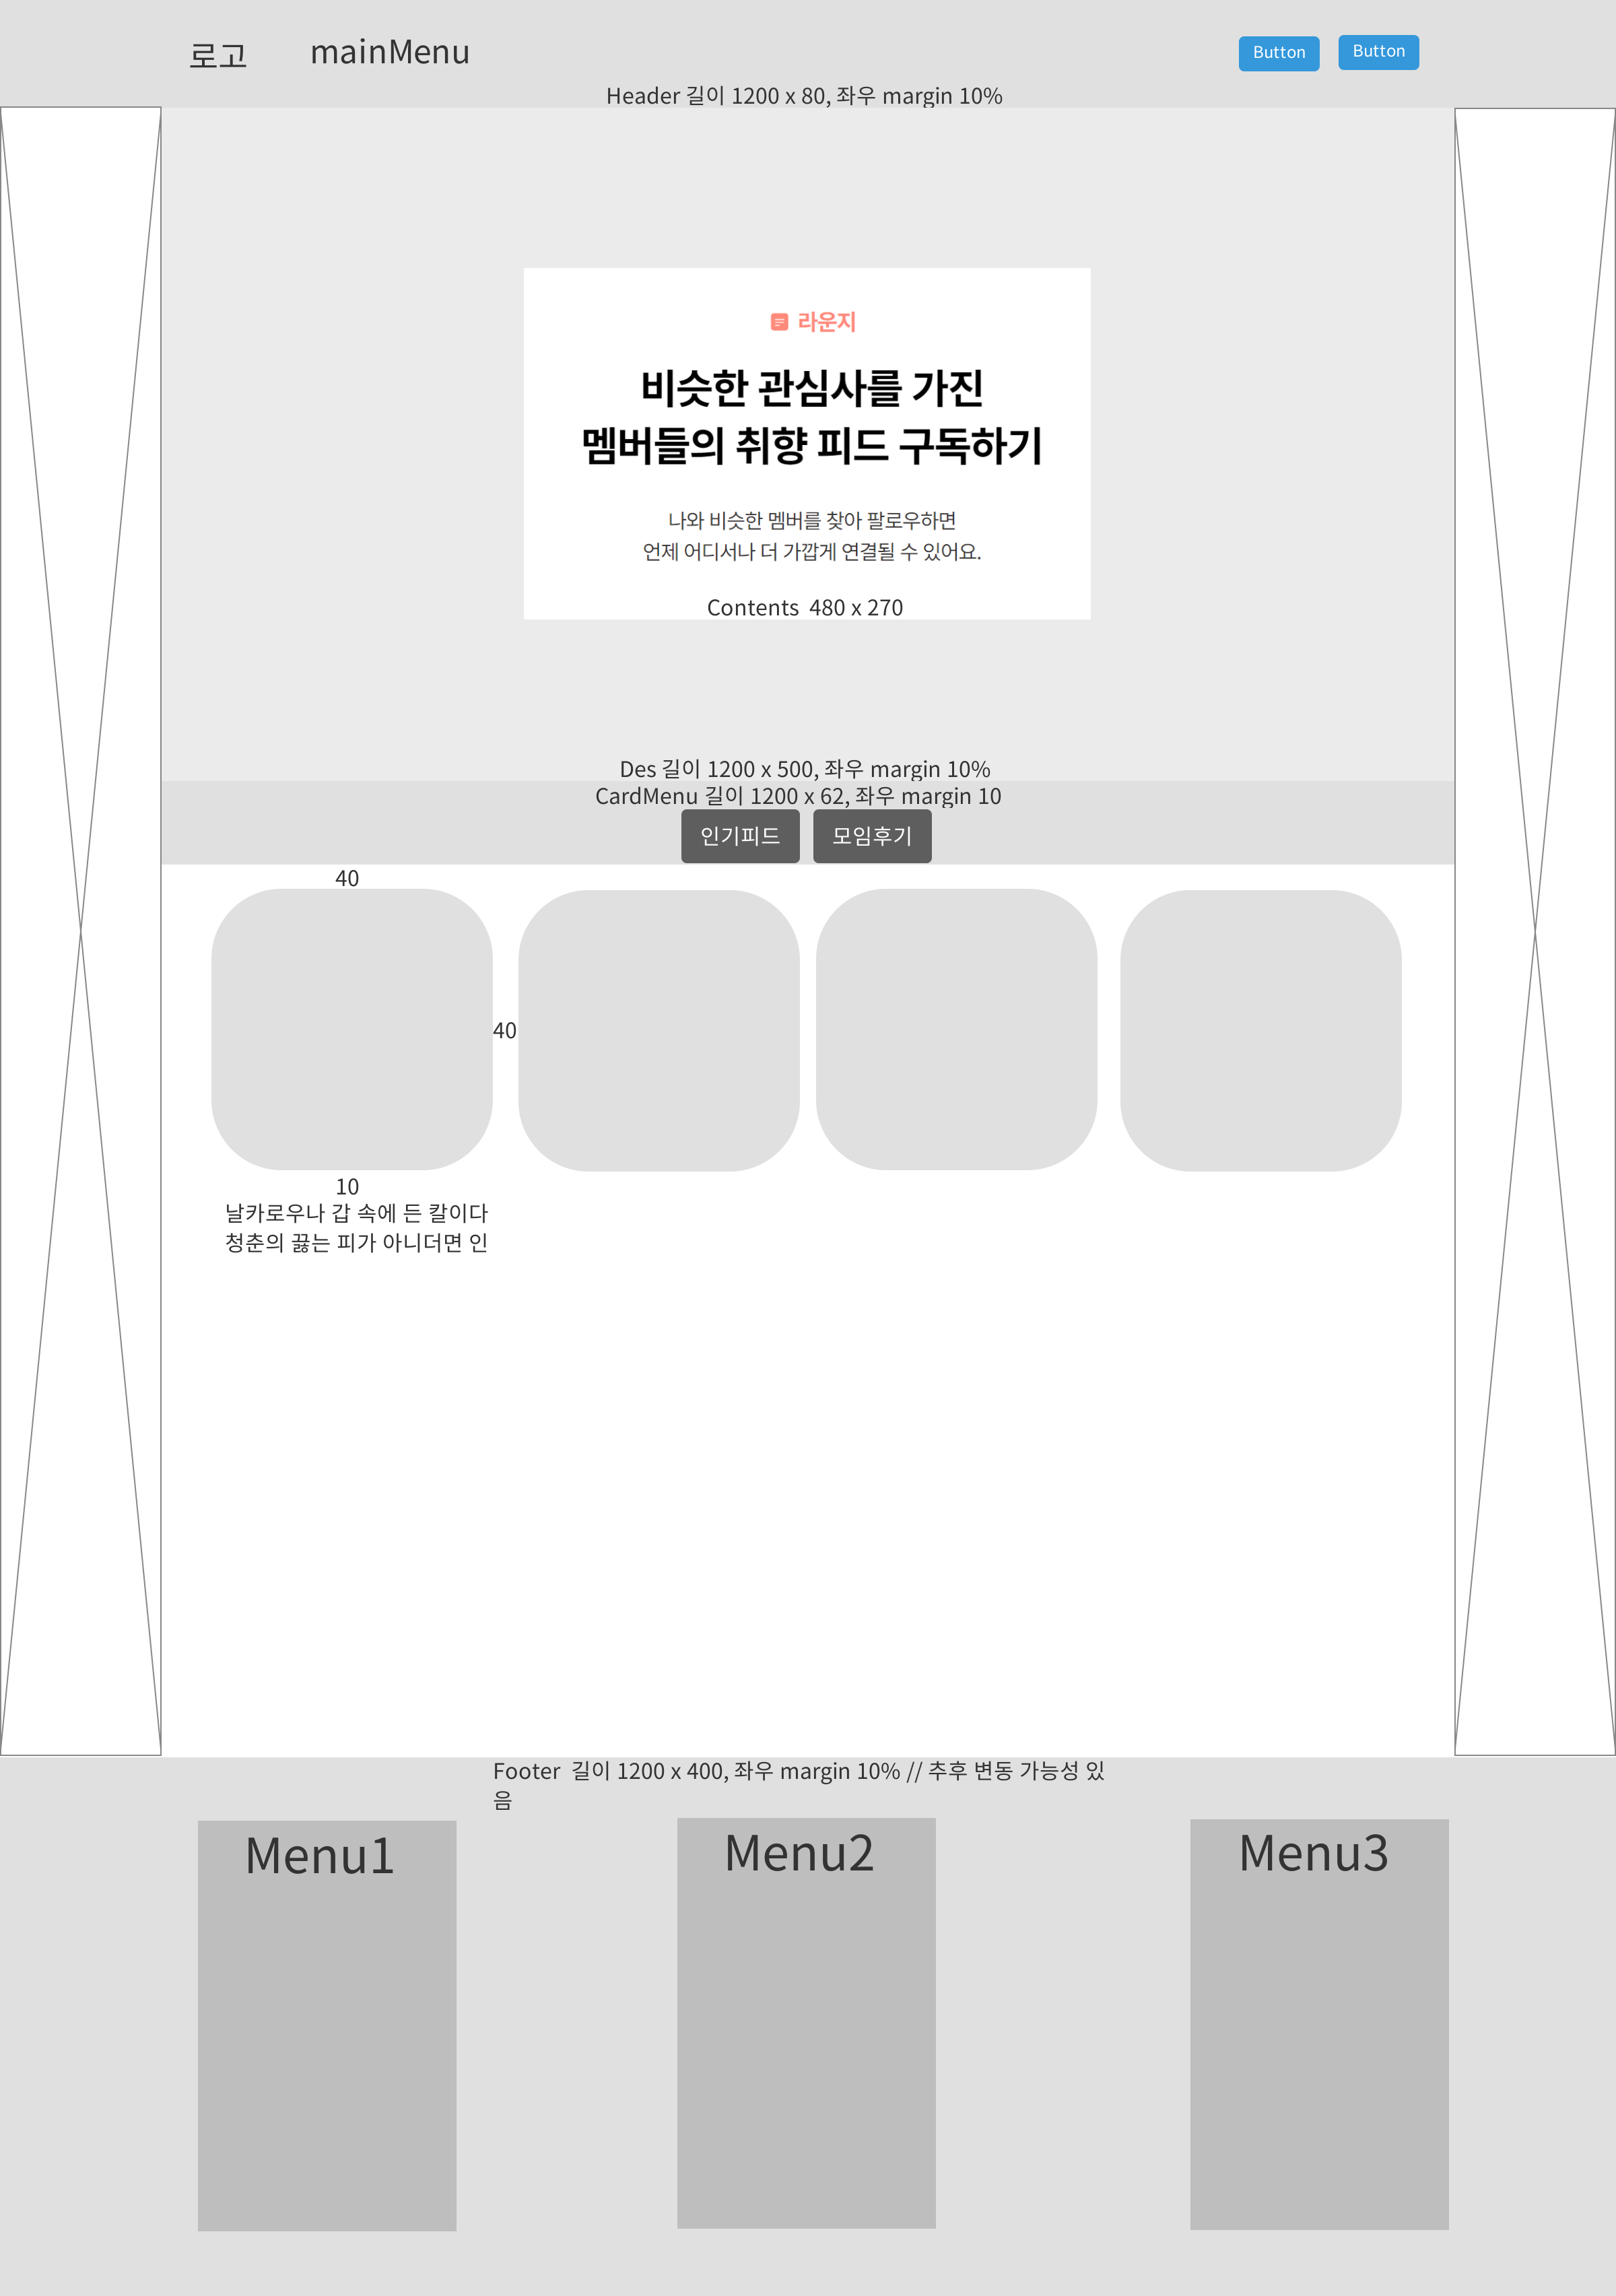 로고
mainMenu
Button
Button
Header 길이 1200 x 80, 좌우 margin 10%
라운지
비슷한 관심사를 가진
멤버들의 취향 피드 구독하기
나와 비슷한 멤버를 찾아 팔로우하면
언제 어디서나 더 가깝게 연결될 수 있어요.
Contents 480 x 270
Des 길이 1200 x 500, 좌우 margin 10%
CardMenu 길이 1200 x 62, 좌우 margin 10
인기피드
모임후기
40
40
10
날카로우나 갑 속에 든 칼이다
청춘의 끓는 피가 아니더면 인
Footer 길이 1200 x 400, 좌우 margin 10% // 추후 변동 가능성 있
음
Menu1
Menu2
Menu3